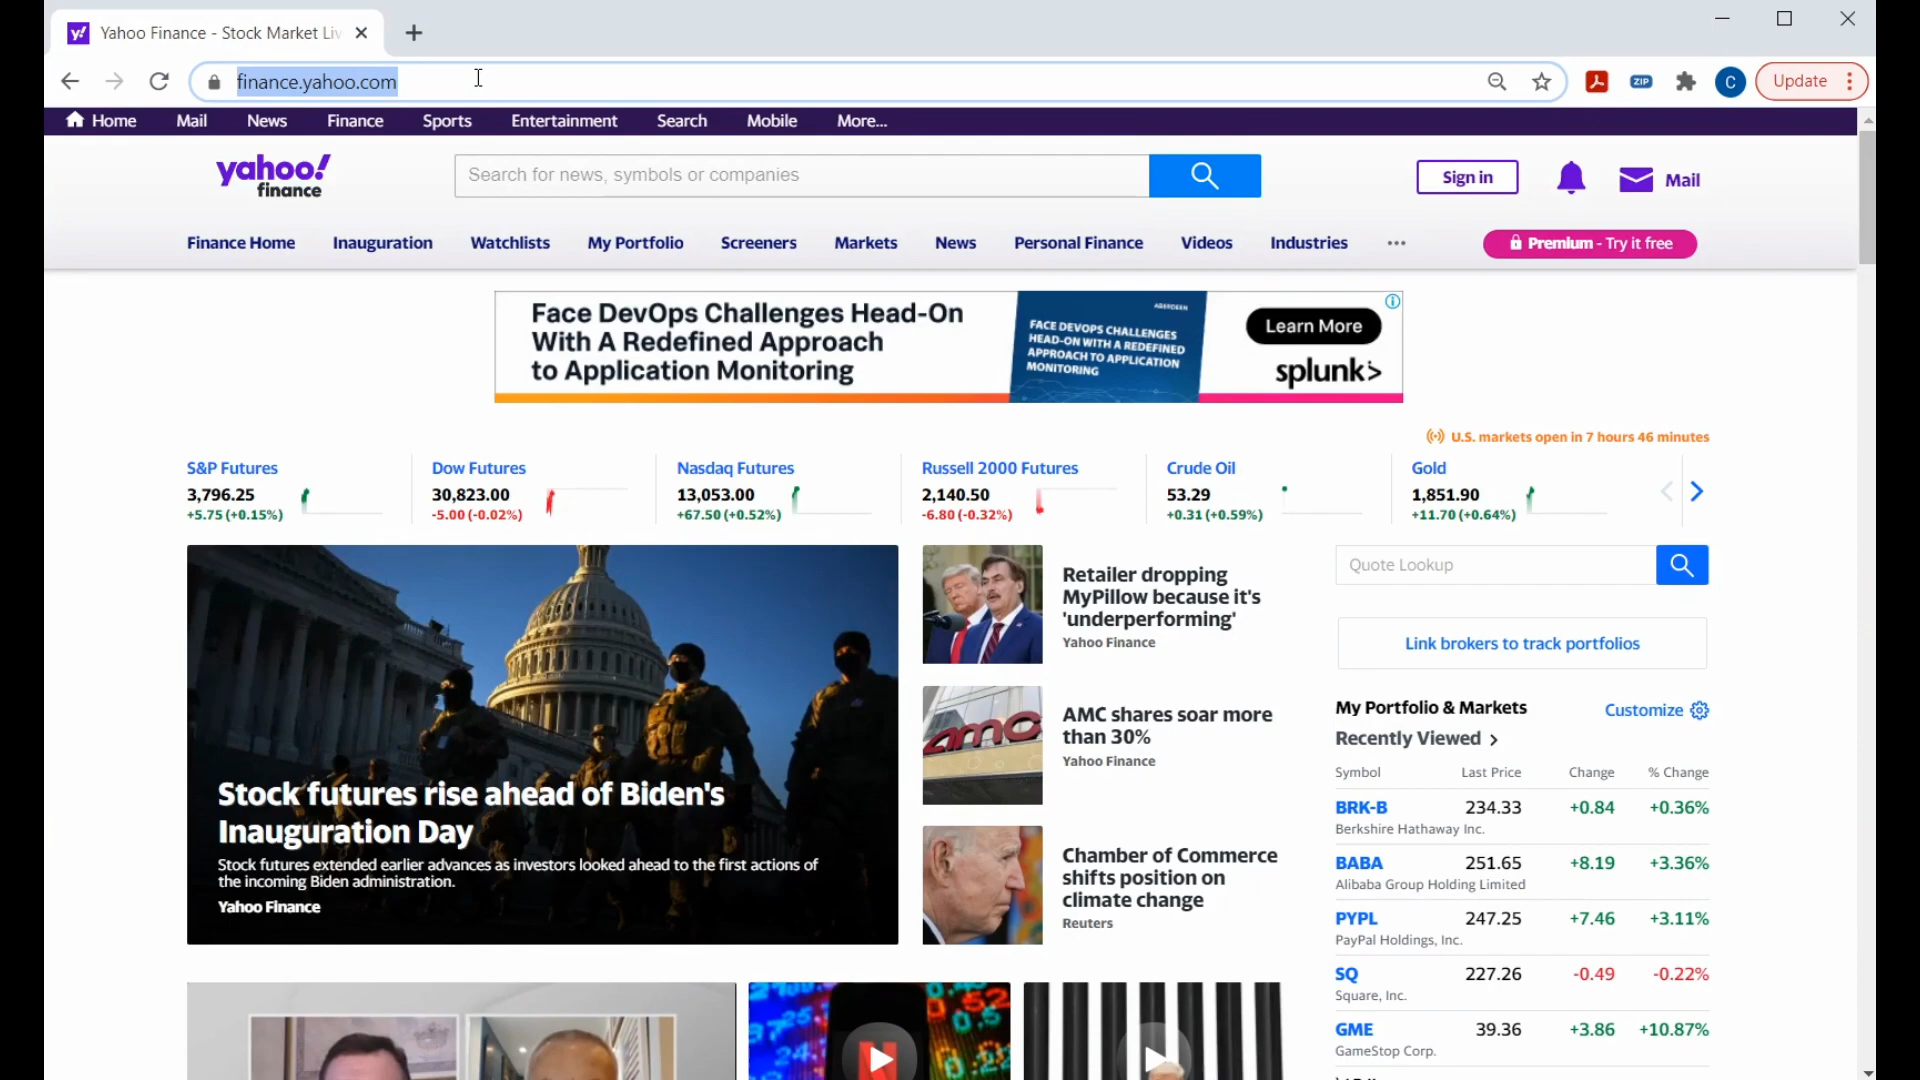 Yahoo Finance - Stock Market Liv
finance.yahoo.com
ZIP
C
Update
Home Mail News Finance Sports Entertainment Search Mobile More...
yahoo!
finance
Search for news, symbols or companies
Sign in
Mail
Finance Home Inauguration Watchlists My Portfolio Screeners Markets News Personal Finance Videos Industries
Premium - Try it free
Face DevOps Challenges Head-On
With A Redefined Approach
to Application Monitoring
ABERDEEN
FACE DEVOPS CHALLENGES
HEAD-ON WITH A REDEFINED
APPROACH TO APPLICATION
MONITORING
Learn More
splunk>
U.S. markets open in 7 hours 46 minutes
S&P Futures
3,796.25
+5.75 (+0.15%)
Dow Futures
30,823.00
-5.00 (-0.02%)
Nasdaq Futures
13,053.00
+67.50 (+0.52%)
Russell 2000 Futures
2,140.50
-6.80 (-0.32%)
Crude Oil
53.29
+0.31 (+0.59%)
Gold
1,851.90
+11.70 (+0.64%)
Stock futures rise ahead of Biden's
Inauguration Day
Stock futures extended earlier advances as investors looked ahead to the first actions of
the incoming Biden administration.
Yahoo Finance
Retailer dropping
MyPillow because it's
'underperforming'
Yahoo Finance
amc
AMC shares soar more
than 30%
Yahoo Finance
Chamber of Commerce
shifts position on
climate change
Reuters
Quote Lookup
Link brokers to track portfolios
My Portfolio & Markets
Customize
Recently Viewed
Symbol Last Price Change % Change
BRK-B 234.33 +0.84 +0.36%
Berkshire Hathaway Inc.
BABA 251.65 +8.19 +3.36%
Alibaba Group Holding Limited
PYPL 247.25 +7.46 +3.11%
PayPal Holdings, Inc.
SQ 227.26 -0.49 -0.22%
Square, Inc.
GME 39.36 +3.86 +10.87%
GameStop Corp.